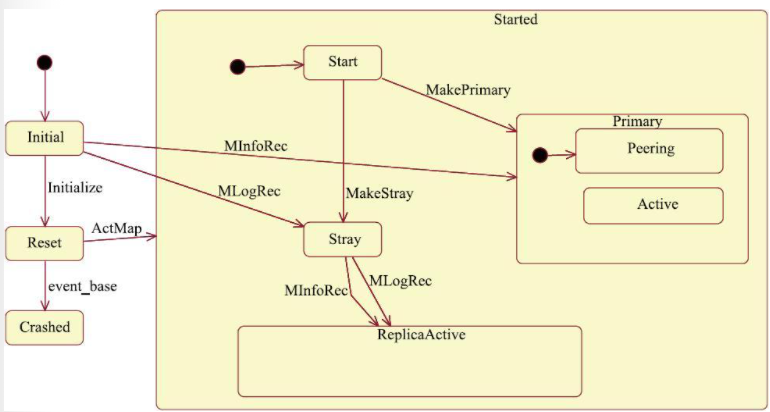 Started
Start
MakePrimary
Initial
Primary
MInfoRec
Peering
Initialize
MLogRec
MakeStray
Active
ActMap
Reset
Stray
event_base
MInfoRec
MLogRec
Crashed
ReplicaActive